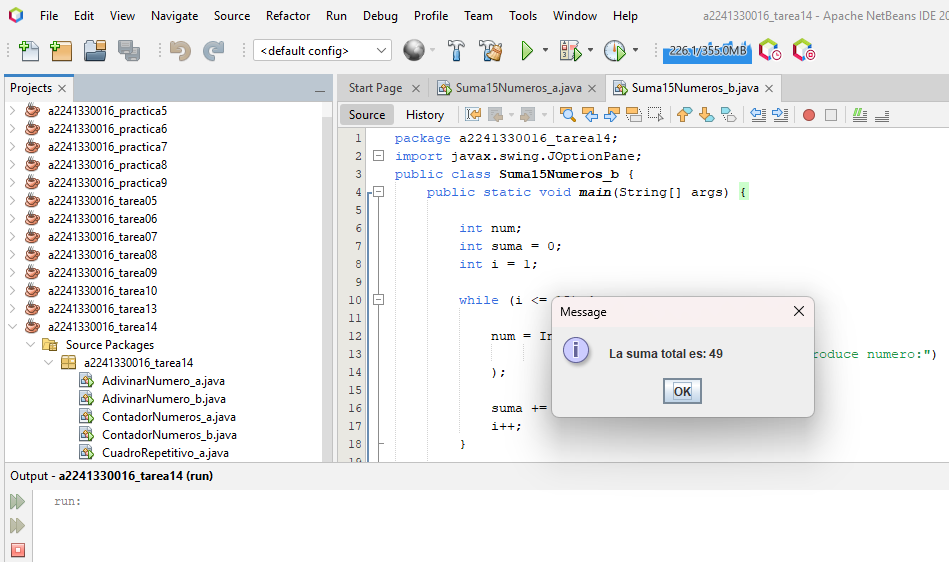 File Edit View Navigate Source Refactor Run Debug Profile Team Tools Window Help
a2241330016_tarea14 - Apache NetBeans IDE 20
<default config>
226.1/355.0MB
Projects
a2241330016_practica5
a2241330016_practica6
a2241330016_practica7
a2241330016_practica8
a2241330016_practica9
a2241330016_tarea05
a2241330016_tarea06
a2241330016_tarea07
a2241330016_tarea08
a2241330016_tarea09
a2241330016_tarea10
a2241330016_tarea13
a2241330016_tarea14
Source Packages
a2241330016_tarea14
AdivinarNumero_a.java
AdivinarNumero_b.java
ContadorNumeros_a.java
ContadorNumeros_b.java
CuadroRepetitivo_a.java
Start Page Suma15Numeros_a.java Suma15Numeros_b.java
Source History
1 package a2241330016_tarea14;
2 import javax.swing.JOptionPane;
3 public class Suma15Numeros_b {
4 public static void main(String[] args) {
5
6 int num;
7 int suma = 0;
8 int i = 1;
9
10 while (i <=
11
12 num = In
13 roduce numero:")
14 );
15
16 suma +=
17 i++;
18 }
19
Message
La suma total es: 49
OK
Output - a2241330016_tarea14 (run)
run: